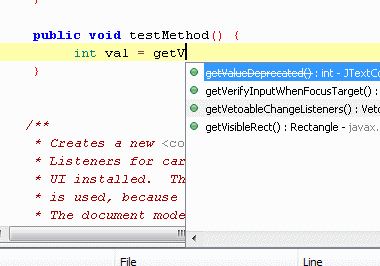 public void testMethod() {
int val = getV
}
getValueDeprecated() : int - JTextCo
getVerifyInputWhenFocusTarget() :
getVetoableChangeListeners() : Veto
getVisibleRect() : Rectangle - javax.
/**
* Creates a new <co
* Listeners for car
* UI installed. Th
* is used, because
* The document mode
File Line